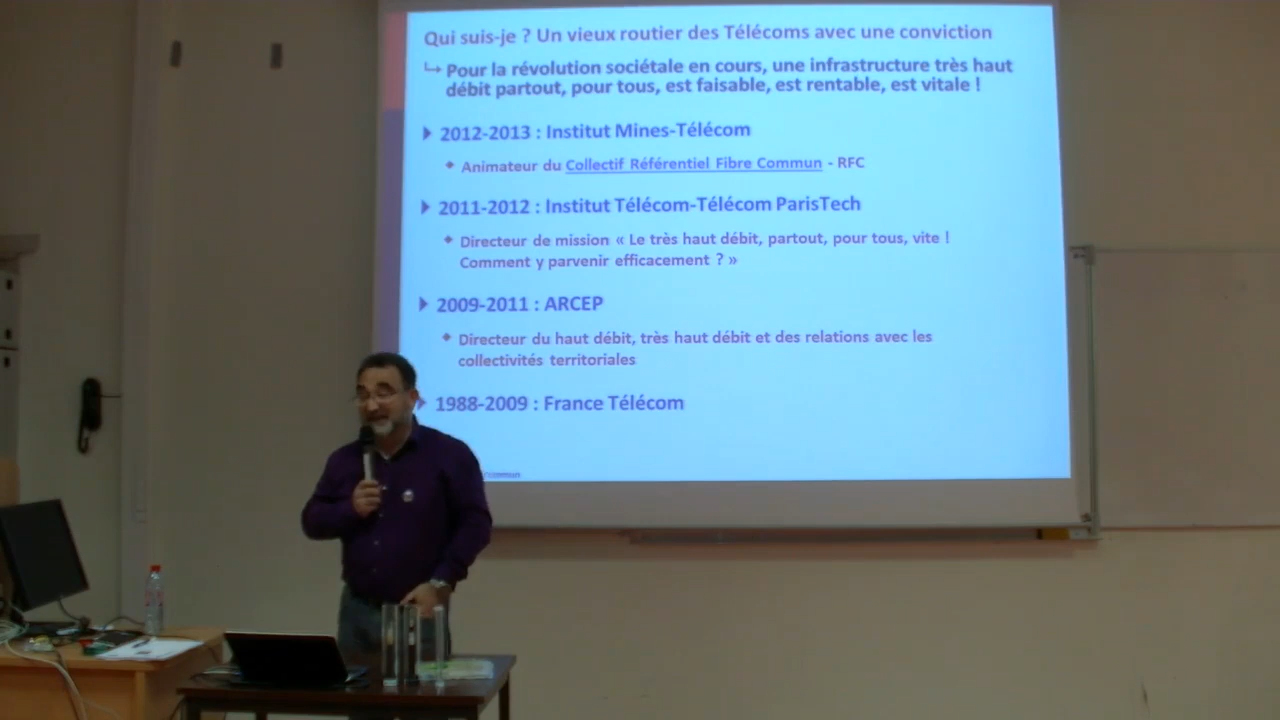 Qui suis-je ? Un vieux routier des Télécoms avec une conviction
Pour la révolution sociétale en cours, une infrastructure très haut
débit partout, pour tous, est faisable, est rentable, est vitale !
2012-2013 : Institut Mines-Télécom
Animateur du Collectif Référentiel Fibre Commun - RFC
2011-2012 : Institut Télécom-Télécom ParisTech
Directeur de mission « Le très haut débit, partout, pour tous, vite !
Comment y parvenir efficacement ? »
2009-2011 : ARCEP
Directeur du haut débit, très haut débit et des relations avec les
collectivités territoriales
1988-2009 : France Télécom